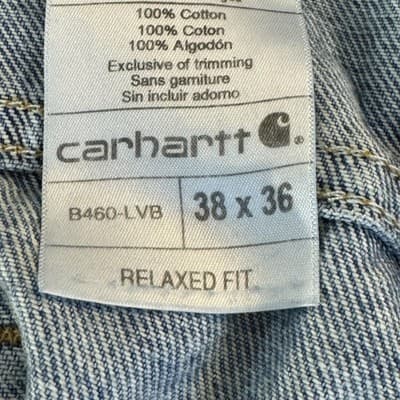 100% Cotton
100% Coton
100% Algodón
Exclusive of trimming
Sans garniture
Sin incluir adorno
carhartt ®
B460-LVB 38 x 36
RELAXED FIT